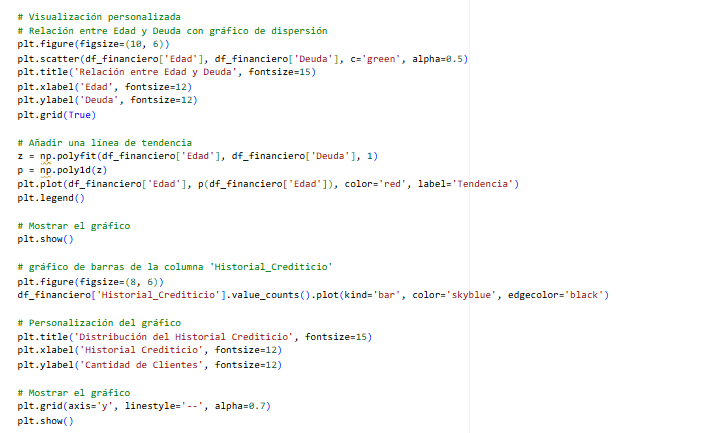 # Visualización personalizada
# Relación entre Edad y Deuda con gráfico de dispersión
plt.figure(figsize=(10, 6))
plt.scatter(df_financiero['Edad'], df_financiero['Deuda'], c='green', alpha=0.5)
plt.title('Relación entre Edad y Deuda', fontsize=15)
plt.xlabel('Edad', fontsize=12)
plt.ylabel('Deuda', fontsize=12)
plt.grid(True)
# Añadir una línea de tendencia
z = np.polyfit(df_financiero['Edad'], df_financiero['Deuda'], 1)
p = np.poly1d(z)
plt.plot(df_financiero['Edad'], p(df_financiero['Edad']), color='red', label='Tendencia')
plt.legend()
# Mostrar el gráfico
plt.show()
# gráfico de barras de la columna 'Historial_Crediticio'
plt.figure(figsize=(8, 6))
df_financiero['Historial_Crediticio'].value_counts().plot(kind='bar', color='skyblue', edgecolor='black')
# Personalización del gráfico
plt.title('Distribución del Historial Crediticio', fontsize=15)
plt.xlabel('Historial Crediticio', fontsize=12)
plt.ylabel('Cantidad de Clientes', fontsize=12)
# Mostrar el gráfico
plt.grid(axis='y', linestyle='--', alpha=0.7)
plt.show()